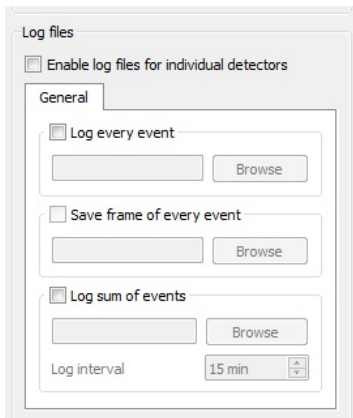 Log files
Enable log files for individual detectors
General
Log every event
Browse
Save frame of every event
Browse
Log sum of events
Browse
Log interval 15 min